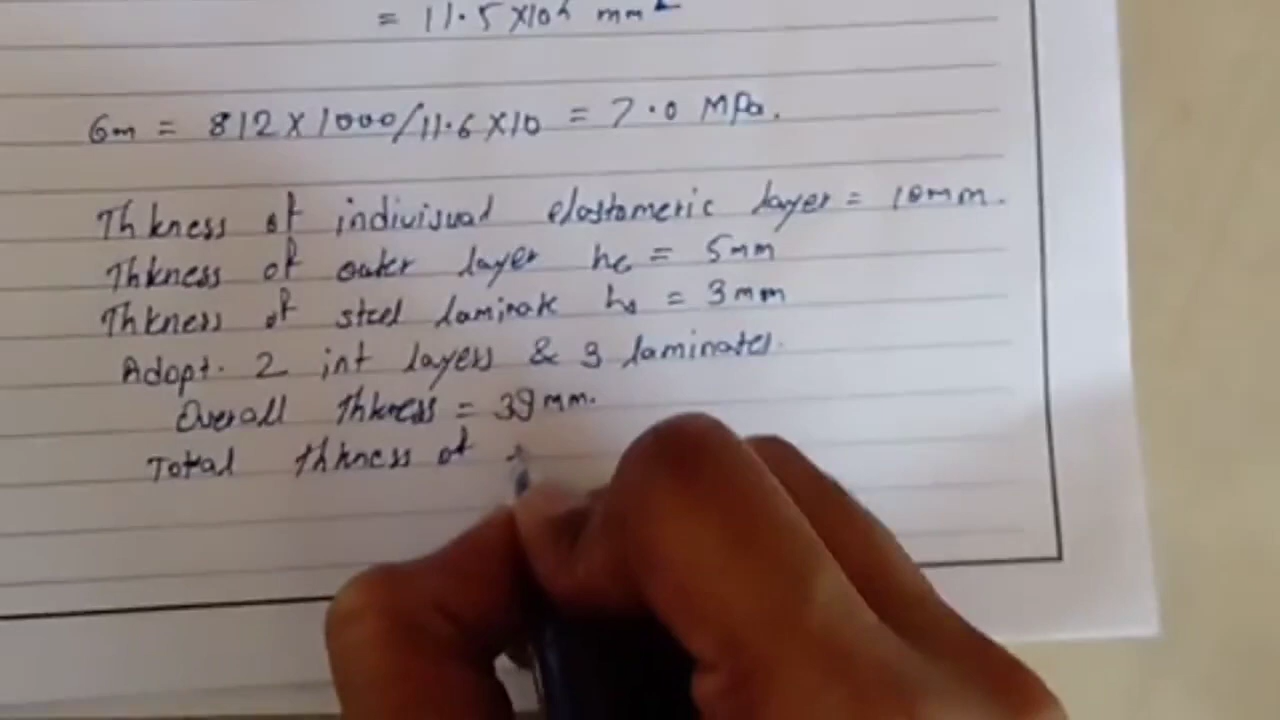 = 11.5 X10⁴ mm²
6m = 812 X 1000/11.6 X 10 = 7.0 MPa.
Thkness of indivisual elastomeric layer = 10mm.
Thkness of outer layer he = 5mm
Thkness of steel laminate hs = 3mm
Adopt. 2 int layers & 3 laminates.
Overall thkness = 39mm.
Total thkness of